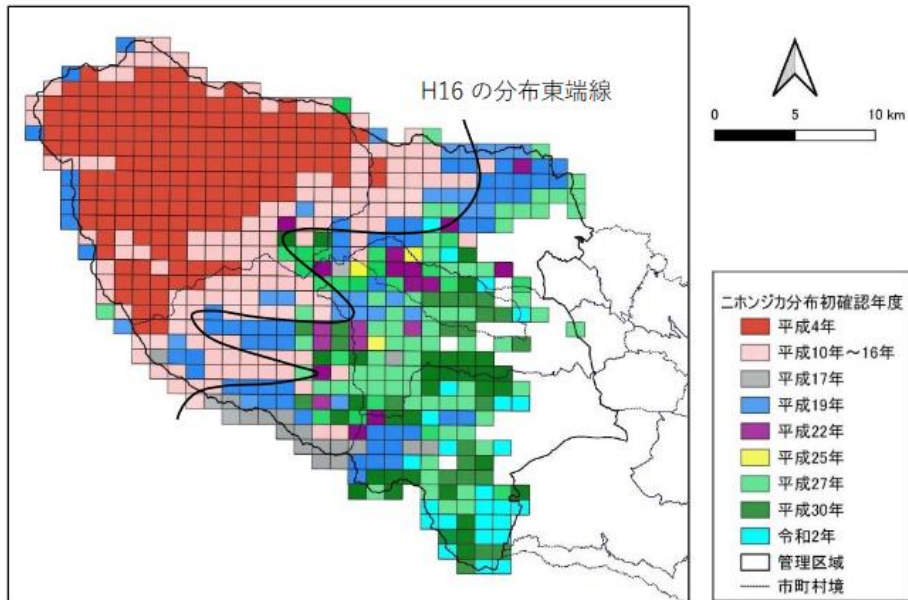 H16 の分布東端線
0 5 10 km
ニホンジカ分布初確認年度
平成4年
平成10年～16年
平成17年
平成19年
平成22年
平成25年
平成27年
平成30年
令和2年
管理区域
市町村境